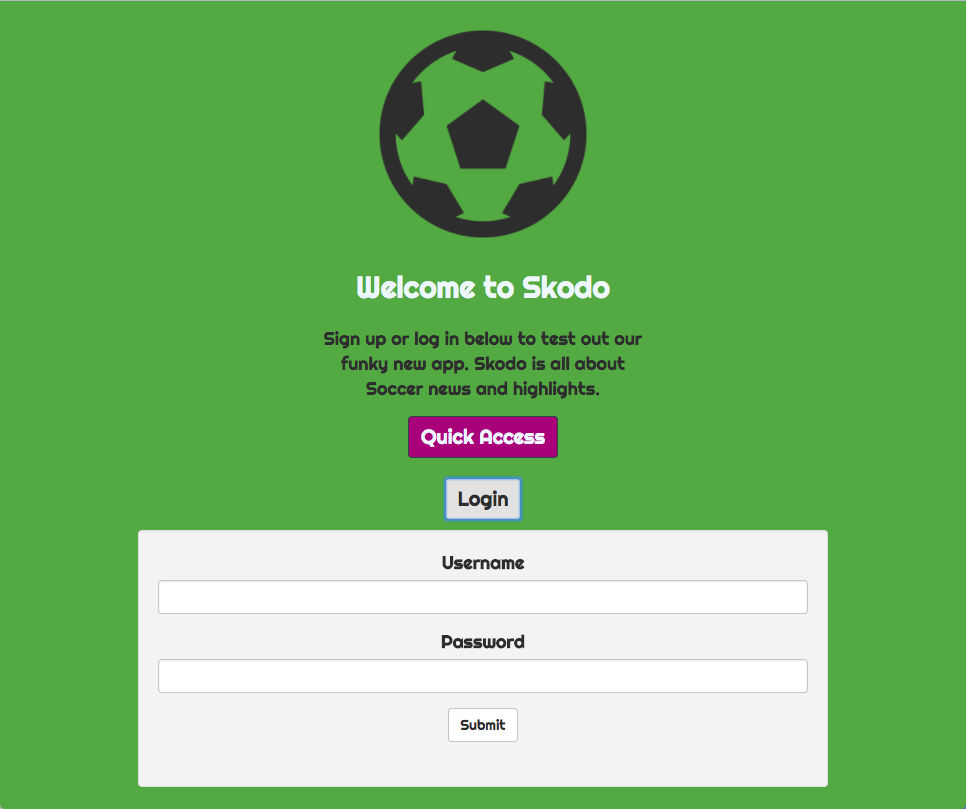 Welcome to Skodo
Sign up or log in below to test out our
funky new app. Skodo is all about
Soccer news and highlights.
Quick Access
Login
Username
Password
Submit